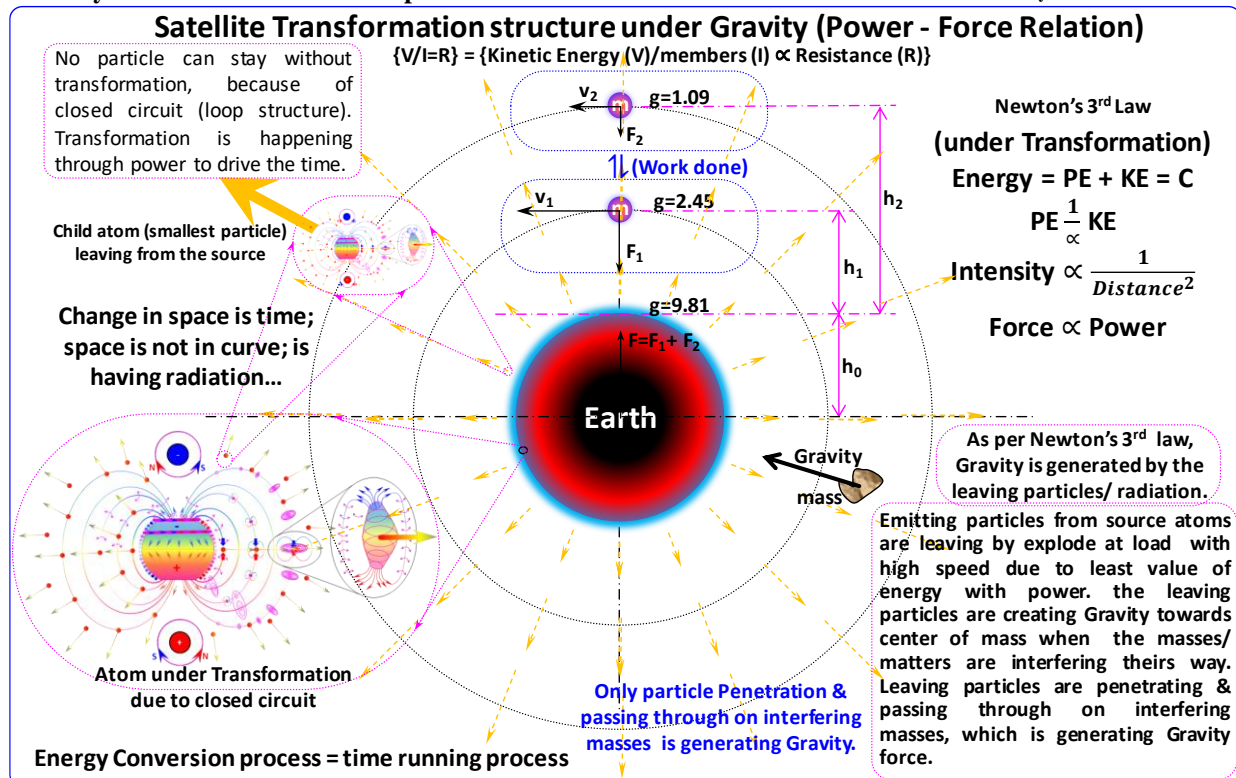 Satellite Transformation structure under Gravity (Power - Force Relation)
{V/I=R} = {Kinetic Energy (V)/members (I) ∝ Resistance (R)}
No particle can stay without
transformation, because of
closed circuit (loop structure).
Transformation is happening
through power to drive the time.
Child atom (smallest particle)
leaving from the source
Change in space is time;
space is not in curve; is
having radiation...
v₂
m
g=1.09
F₂
(Work done)
v₁
m
g=2.45
F₁
g=9.81
F=F₁+ F₂
Earth
h₂
h₁
h₀
Newton's 3rd Law
(under Transformation)
Energy = PE + KE = C
PE 1/∝ KE
Intensity ∝ 1/Distance²
Force ∝ Power
Gravity
mass
As per Newton's 3rd law,
Gravity is generated by the
leaving particles/ radiation.
Emitting particles from source atoms
are leaving by explode at load with
high speed due to least value of
energy with power. the leaving
particles are creating Gravity towards
center of mass when the masses/
matters are interfering theirs way.
Leaving particles are penetrating &
passing through on interfering
masses, which is generating Gravity
force.
-
N S
+
S N
+
Atom under Transformation
due to closed circuit
Only particle Penetration &
passing through on interfering
masses is generating Gravity.
Energy Conversion process = time running process